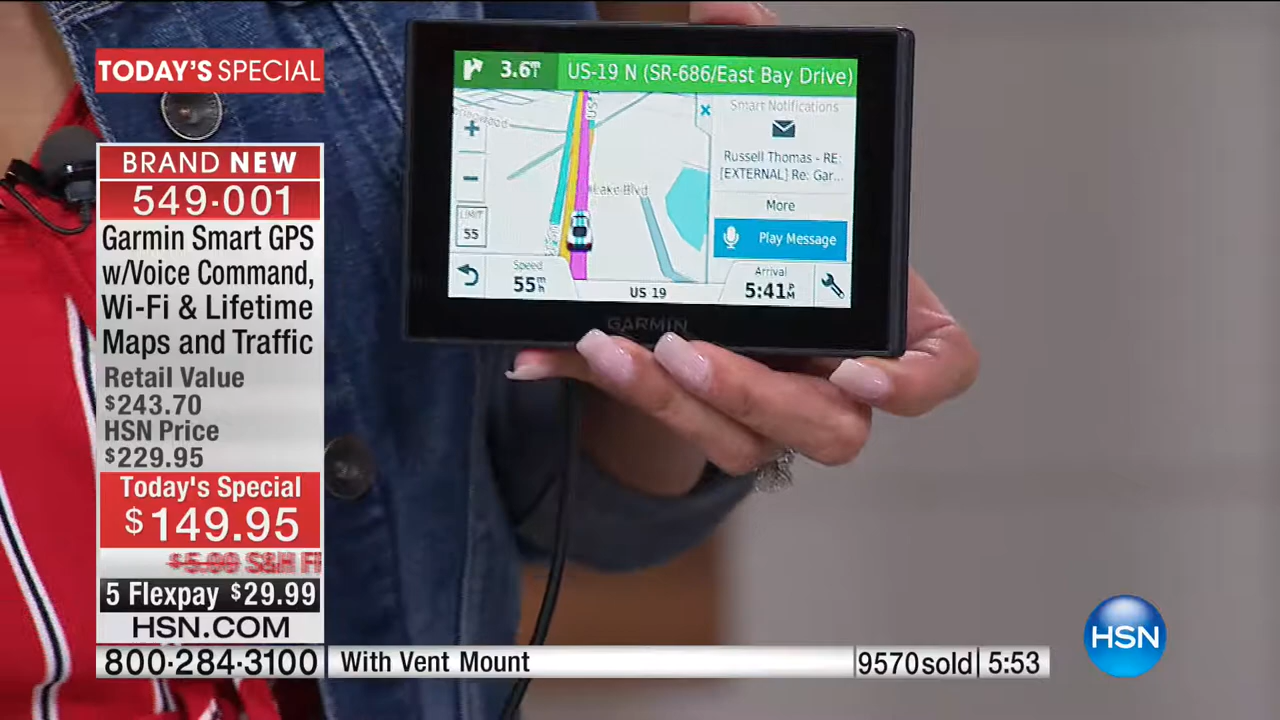 TODAY'S SPECIAL
BRAND NEW
549-001
Garmin Smart GPS
w/Voice Command,
Wi-Fi & Lifetime
Maps and Traffic
Retail Value
$243.70
HSN Price
$229.95
Today's Special
$149.95
$5.00 S&H
5 Flexpay $29.99
HSN.COM
800-284-3100
With Vent Mount
9570sold
5:53
HSN
3.6
US-19 N (SR-686/East Bay Drive)
Smart Notifications
Russell Thomas - RE:
[EXTERNAL] Re: Gar...
More
Play Message
Lake Blvd
LIMIT
55
Speed
55
US 19
Arrival
5:41
GARMIN